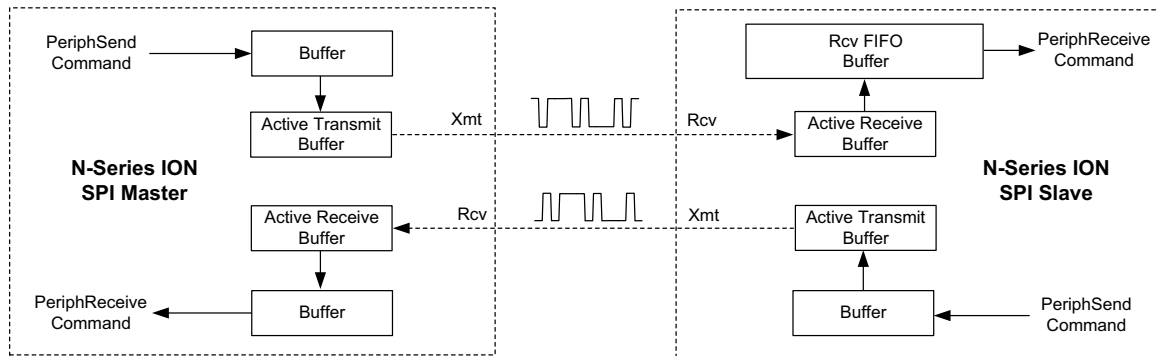 PeriphSend
Command
Buffer
Active Transmit
Buffer
Xmt
N-Series ION
SPI Master
Active Receive
Buffer
Rcv
PeriphReceive
Command
Buffer
Rcv FIFO
Buffer
PeriphReceive
Command
Rcv
Active Receive
Buffer
N-Series ION
SPI Slave
Xmt
Active Transmit
Buffer
Buffer
PeriphSend
Command